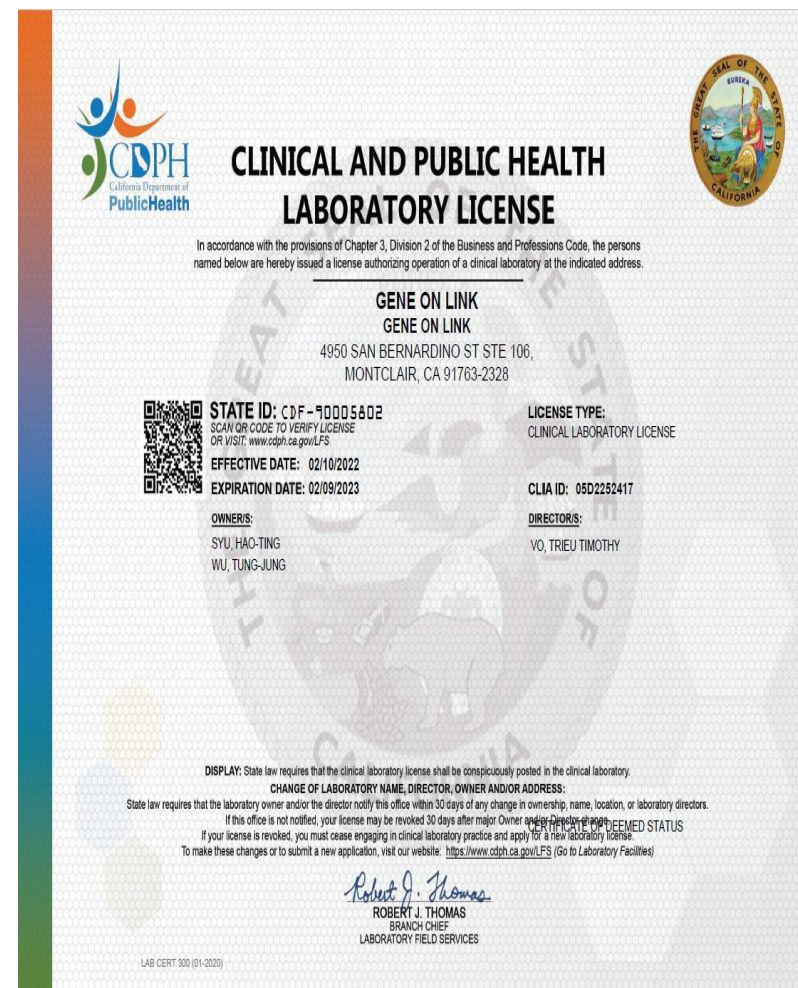 CDPH
California Department of
PublicHealth
SEAL OF THE STATE
EUREKA
THE GREAT
CALIFORNIA
CLINICAL AND PUBLIC HEALTH
LABORATORY LICENSE
In accordance with the provisions of Chapter 3, Division 2 of the Business and Professions Code, the persons
named below are hereby issued a license authorizing operation of a clinical laboratory at the indicated address.
GENE ON LINK
GENE ON LINK
4950 SAN BERNARDINO ST STE 106,
MONTCLAIR, CA 91763-2328
STATE ID: CDF-90005802
SCAN QR CODE TO VERIFY LICENSE
OR VISIT: www.cdph.ca.gov/LFS
EFFECTIVE DATE: 02/10/2022
EXPIRATION DATE: 02/09/2023
LICENSE TYPE:
CLINICAL LABORATORY LICENSE
CLIA ID: 05D2252417
OWNER/S:
SYU, HAO-TING
WU, TUNG-JUNG
DIRECTOR/S:
VO, TRIEU TIMOTHY
DISPLAY: State law requires that the clinical laboratory license shall be conspicuously posted in the clinical laboratory.
CHANGE OF LABORATORY NAME, DIRECTOR, OWNER AND/OR ADDRESS:
State law requires that the laboratory owner and/or the director notify this office within 30 days of any change in ownership, name, location, or laboratory directors.
If this office is not notified, your license may be revoked 30 days after major Owner and/or Director change.
CERTIFICATE OF DEEMED STATUS
If your license is revoked, you must cease engaging in clinical laboratory practice and apply for a new laboratory license.
To make these changes or to submit a new application, visit our website: https://www.cdph.ca.gov/LFS (Go to Laboratory Facilities)
Robert J. Thomas
ROBERT J. THOMAS
BRANCH CHIEF
LABORATORY FIELD SERVICES
LAB CERT 300 (01-2020)